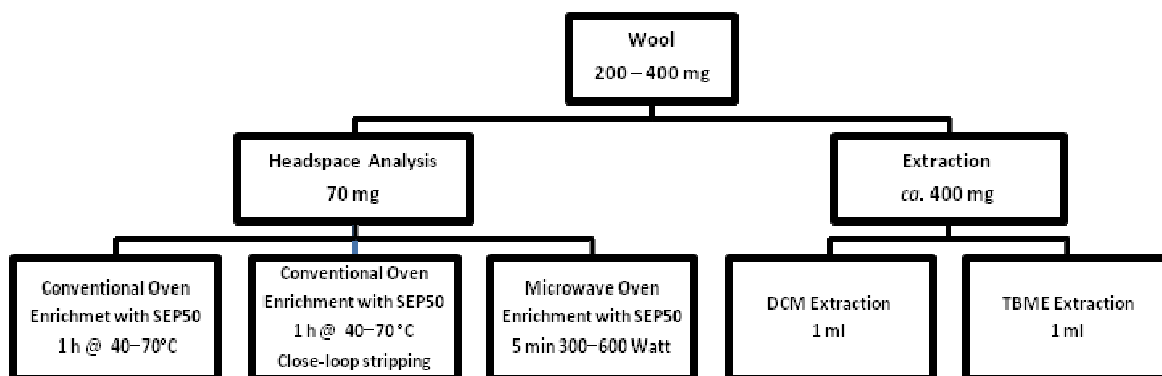 Wool
200 – 400 mg
Headspace Analysis
70 mg
Extraction
ca. 400 mg
Conventional Oven
Enrichmet with SEP50
1 h @ 40–70°C
Conventional Oven
Enrichment with SEP50
1 h @ 40–70 °C
Close-loop stripping
Microwave Oven
Enrichment with SEP50
5 min 300–600 Watt
DCM Extraction
1 ml
TBME Extraction
1 ml